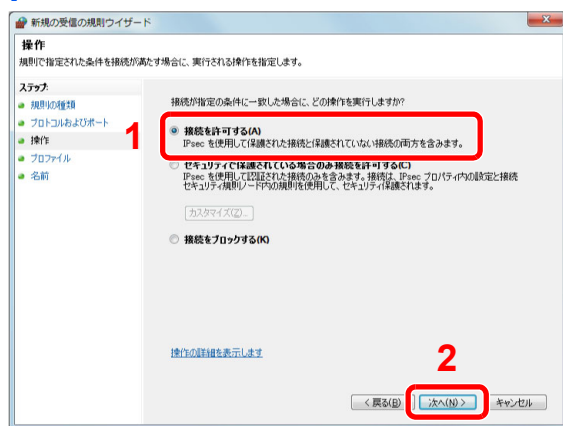 新規の受信の規則ウィザード
操作
規則で指定された条件を接続が満たす場合に、実行される操作を指定します。
ステップ:
規則の種類
プロトコルおよびポート
操作
プロファイル
名前
接続が指定の条件に一致した場合に、どの操作を実行しますか?
1
接続を許可する(A)
IPsec を使用して保護された接続と保護されていない接続の両方を含みます。
セキュリティで保護されている場合のみ接続を許可する(C)
IPsec を使用して認証された接続のみを含みます。接続は、IPsec プロパティ内の設定と接続
セキュリティ規則ノード内の規則を使用して、セキュリティ保護されます。
カスタマイズ(Z)...
接続をブロックする(K)
操作の詳細を表示します
2
< 戻る(B)
次へ(N) >
キャンセル